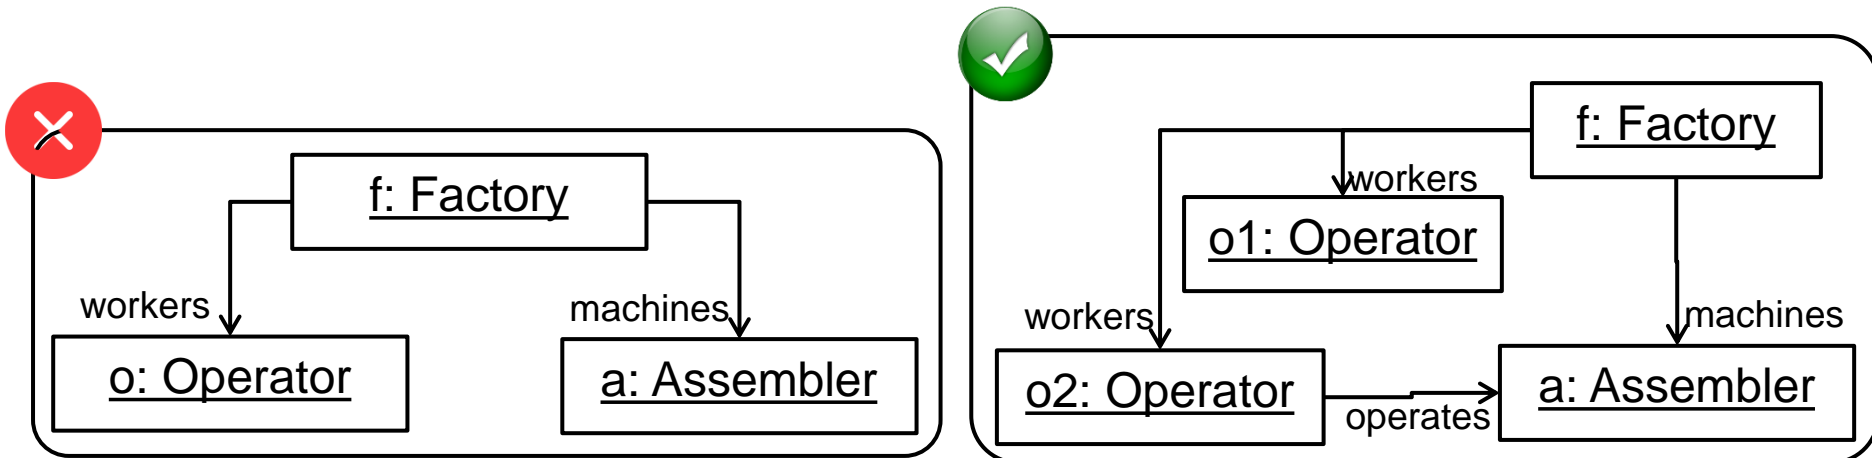 f: Factory
workers
machines
o: Operator
a: Assembler
f: Factory
workers
o1: Operator
workers
machines
o2: Operator
operates
a: Assembler